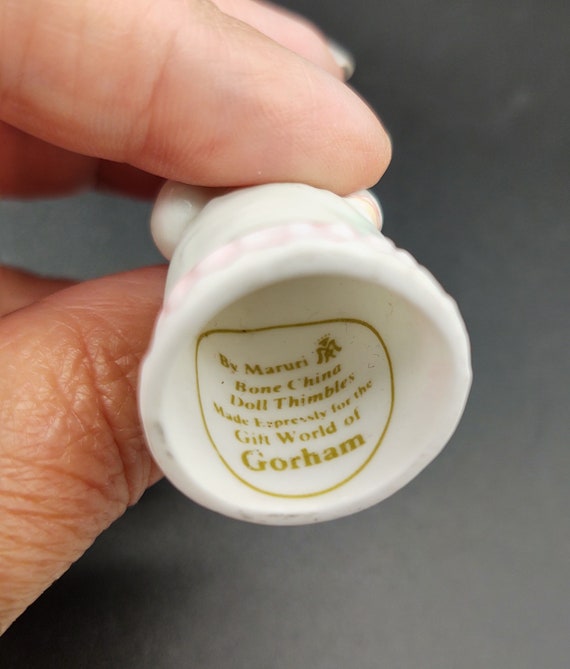 By Maruri
Bone China
Doll Thimbles
Made Expressly for the
Gift World of
Gorham